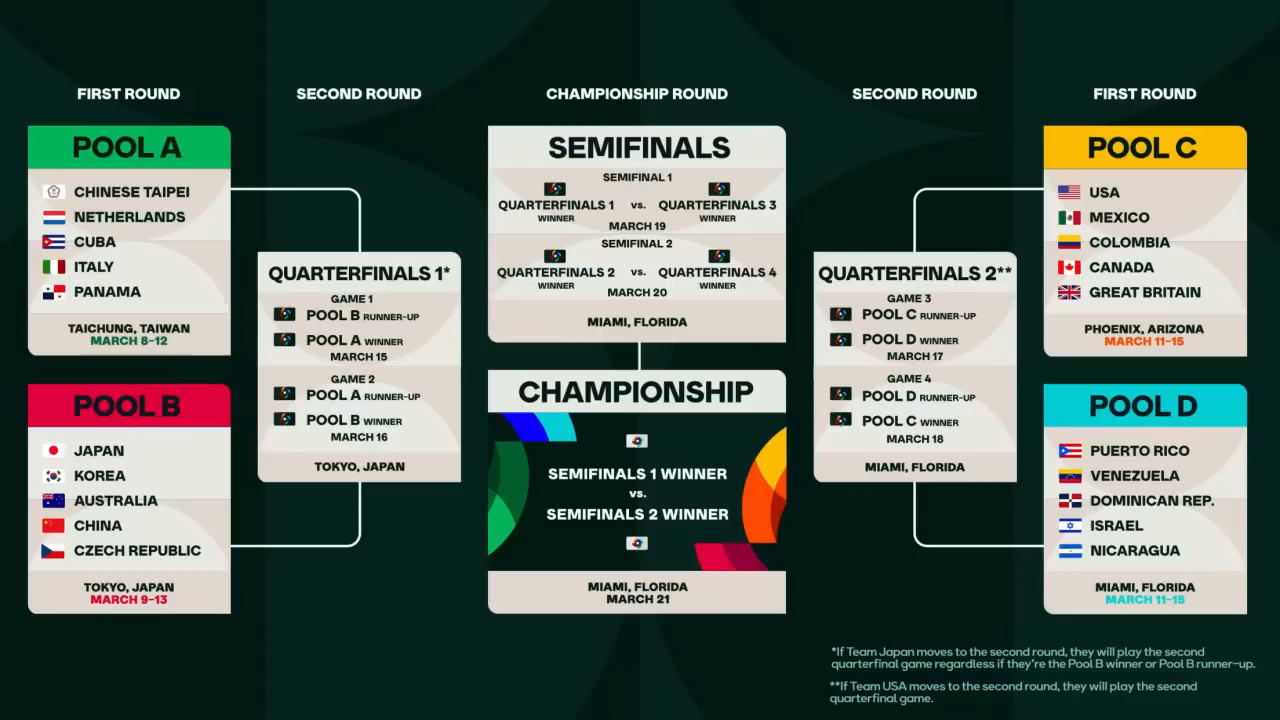 FIRST ROUND
SECOND ROUND
CHAMPIONSHIP ROUND
SECOND ROUND
FIRST ROUND
POOL A
CHINESE TAIPEI
NETHERLANDS
CUBA
ITALY
PANAMA
TAICHUNG, TAIWAN
MARCH 8-12
POOL B
JAPAN
KOREA
AUSTRALIA
CHINA
CZECH REPUBLIC
TOKYO, JAPAN
MARCH 9-13
QUARTERFINALS 1*
GAME 1
POOL B RUNNER-UP
POOL A WINNER
MARCH 15
GAME 2
POOL A RUNNER-UP
POOL B WINNER
MARCH 16
TOKYO, JAPAN
SEMIFINALS
SEMIFINAL 1
QUARTERFINALS 1 vs. QUARTERFINALS 3
WINNER WINNER
MARCH 19
SEMIFINAL 2
QUARTERFINALS 2 vs. QUARTERFINALS 4
WINNER WINNER
MARCH 20
MIAMI, FLORIDA
CHAMPIONSHIP
SEMIFINALS 1 WINNER
vs.
SEMIFINALS 2 WINNER
MIAMI, FLORIDA
MARCH 21
QUARTERFINALS 2**
GAME 3
POOL C RUNNER-UP
POOL D WINNER
MARCH 17
GAME 4
POOL D RUNNER-UP
POOL C WINNER
MARCH 18
MIAMI, FLORIDA
POOL C
USA
MEXICO
COLOMBIA
CANADA
GREAT BRITAIN
PHOENIX, ARIZONA
MARCH 11-15
POOL D
PUERTO RICO
VENEZUELA
DOMINICAN REP.
ISRAEL
NICARAGUA
MIAMI, FLORIDA
MARCH 11-15
*If Team Japan moves to the second round, they will play the second
quarterfinal game regardless if they're the Pool B winner or Pool B runner-up.
**If Team USA moves to the second round, they will play the second
quarterfinal game.